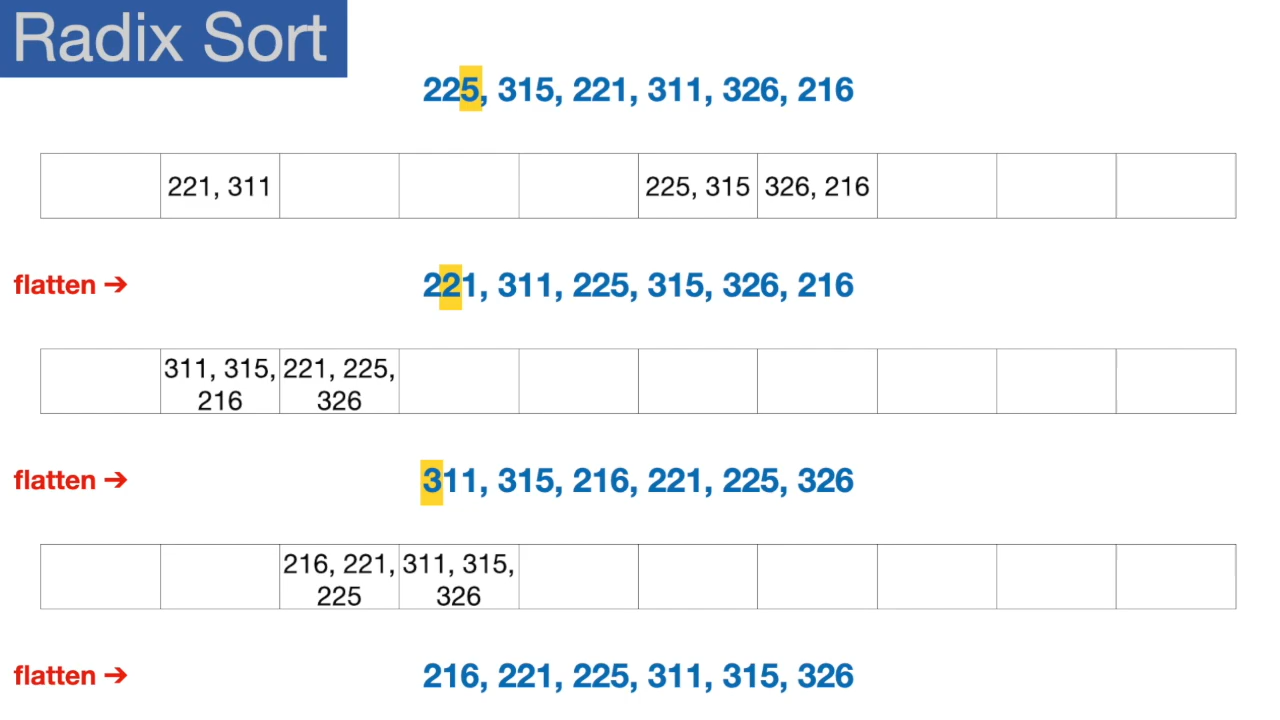 Radix Sort
225, 315, 221, 311, 326, 216
221, 311 225, 315 326, 216
flatten ➔ 221, 311, 225, 315, 326, 216
311, 315, 221, 225,
216 326
flatten ➔ 311, 315, 216, 221, 225, 326
216, 221, 311, 315,
225 326
flatten ➔ 216, 221, 225, 311, 315, 326